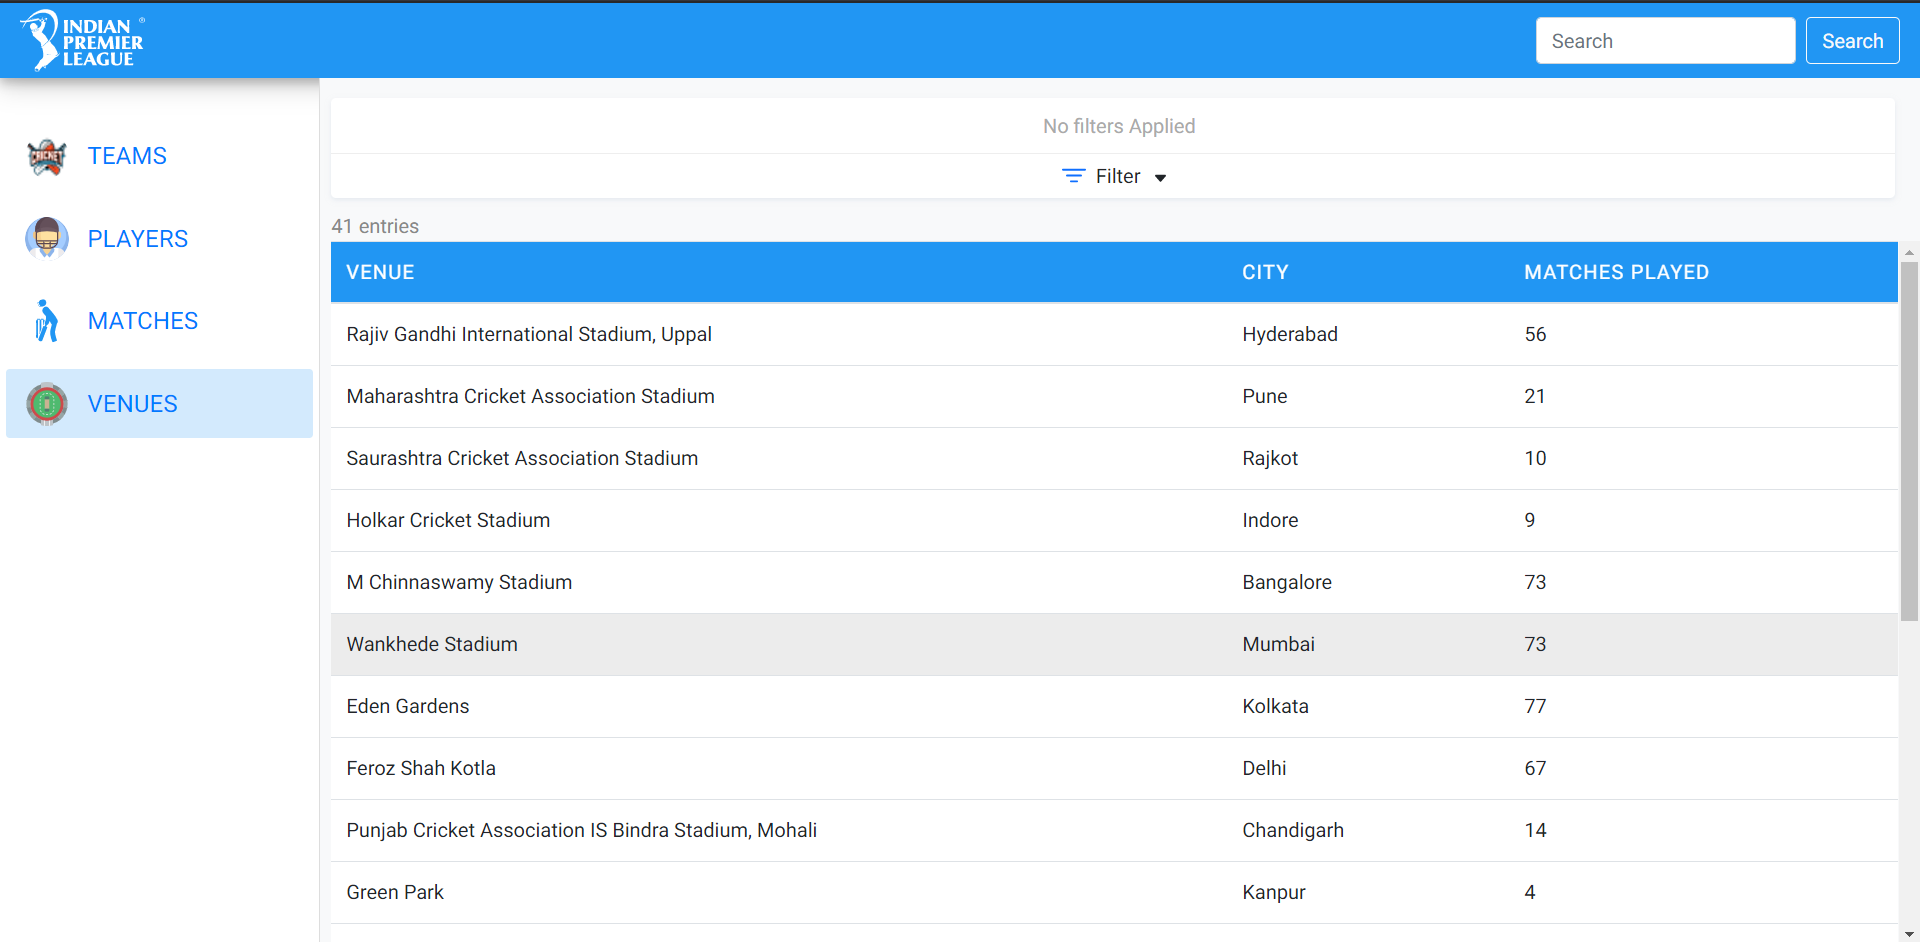 INDIAN
PREMIER
LEAGUE
®
Search
Search
CRICKET
TEAMS
PLAYERS
MATCHES
VENUES
No filters Applied
Filter
41 entries
VENUE CITY MATCHES PLAYED
Rajiv Gandhi International Stadium, Uppal Hyderabad 56
Maharashtra Cricket Association Stadium Pune 21
Saurashtra Cricket Association Stadium Rajkot 10
Holkar Cricket Stadium Indore 9
M Chinnaswamy Stadium Bangalore 73
Wankhede Stadium Mumbai 73
Eden Gardens Kolkata 77
Feroz Shah Kotla Delhi 67
Punjab Cricket Association IS Bindra Stadium, Mohali Chandigarh 14
Green Park Kanpur 4